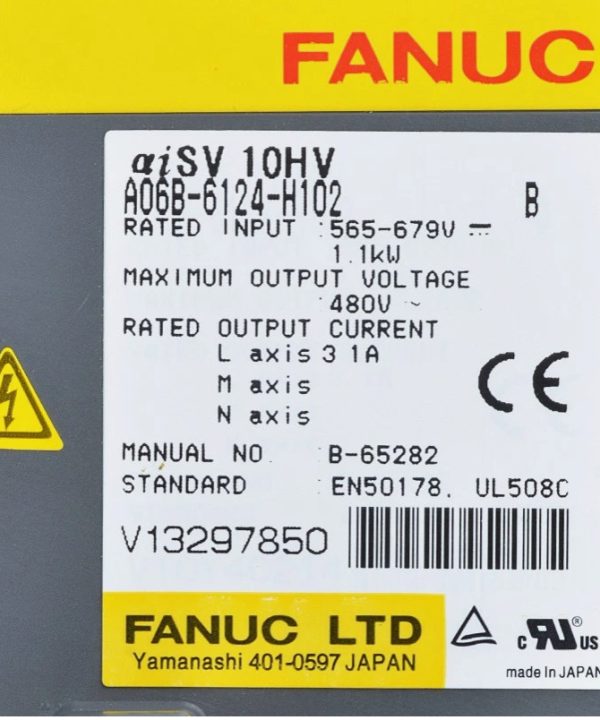 FANUC
αiSV 10HV
A06B-6124-H102 B
RATED INPUT :565-679V ⎓
1.1kW
MAXIMUM OUTPUT VOLTAGE
:480V ~
RATED OUTPUT CURRENT
L axis 3.1A
M axis
N axis
MANUAL NO. B-65282
STANDARD :EN50178. UL508C
V13297850
FANUC LTD
Yamanashi 401-0597 JAPAN
CE
c RU ® US
made in JAPAN